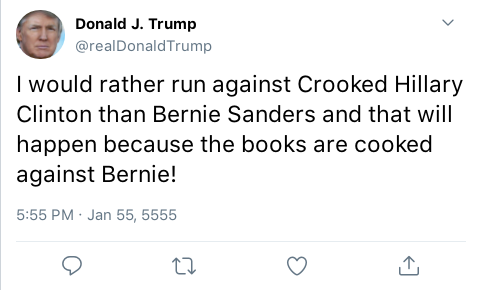 Donald J. Trump
@realDonaldTrump
I would rather run against Crooked Hillary
Clinton than Bernie Sanders and that will
happen because the books are cooked
against Bernie!
5:55 PM · Jan 55, 5555